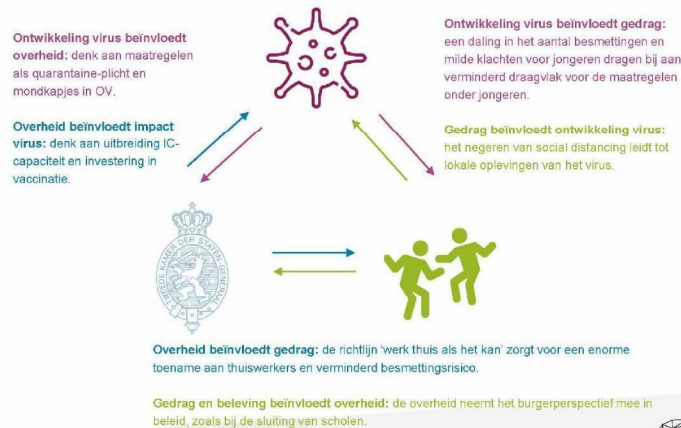 Ontwikkeling virus beïnvloedt
overheid: denk aan maatregelen
als quarantaine-plicht en
mondkapjes in OV.
Overheid beïnvloedt impact
virus: denk aan uitbreiding IC-
capaciteit en investering in
vaccinatie.
Ontwikkeling virus beïnvloedt gedrag:
een daling in het aantal besmettingen en
milde klachten voor jongeren dragen bij aan
verminderd draagvlak voor de maatregelen
onder jongeren.
Gedrag beïnvloedt ontwikkeling virus:
het negeren van social distancing leidt tot
lokale oplevingen van het virus.
TWEEDE KAMER DER STATEN GENERAAL
Overheid beïnvloedt gedrag: de richtlijn 'werk thuis als het kan' zorgt voor een enorme
toename aan thuiswerkers en verminderd besmettingsrisico.
Gedrag en beleving beïnvloedt overheid: de overheid neemt het burgerperspectief mee in
beleid, zoals bij de sluiting van scholen.